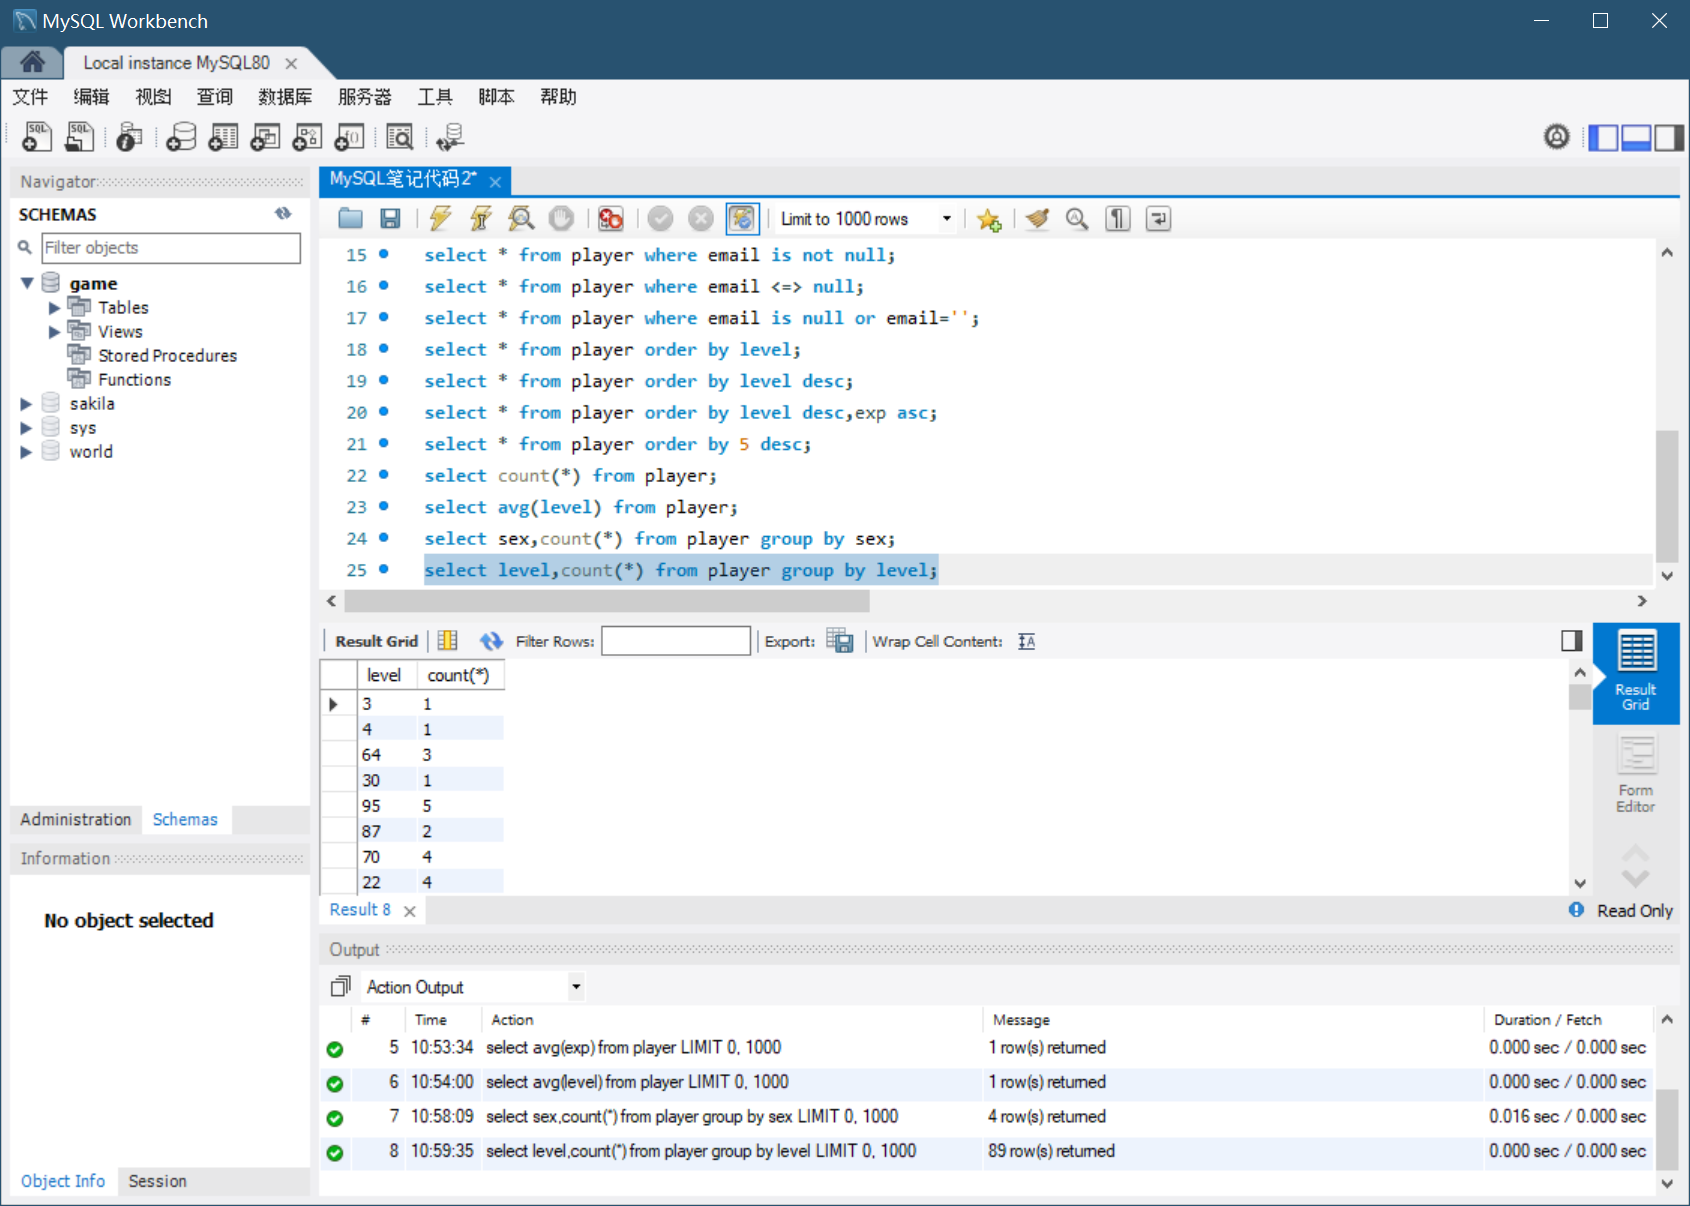 MySQL Workbench
Local instance MySQL80
文件 编辑 视图 查询 数据库 服务器 工具 脚本 帮助
Navigator
SCHEMAS
Filter objects
game
Tables
Views
Stored Procedures
Functions
sakila
sys
world
Administration Schemas
Information
No object selected
Object Info Session
MySQL笔记代码2*
Limit to 1000 rows
15 select * from player where email is not null;
16 select * from player where email <=> null;
17 select * from player where email is null or email='';
18 select * from player order by level;
19 select * from player order by level desc;
20 select * from player order by level desc,exp asc;
21 select * from player order by 5 desc;
22 select count(*) from player;
23 select avg(level) from player;
24 select sex,count(*) from player group by sex;
25 select level,count(*) from player group by level;
Result Grid Filter Rows: Export: Wrap Cell Content:
level count(*)
3 1
4 1
64 3
30 1
95 5
87 2
70 4
22 4
Result Grid
Form Editor
Result 8
Read Only
Output
Action Output
# Time Action Message Duration / Fetch
5 10:53:34 select avg(exp) from player LIMIT 0, 1000 1 row(s) returned 0.000 sec / 0.000 sec
6 10:54:00 select avg(level) from player LIMIT 0, 1000 1 row(s) returned 0.000 sec / 0.000 sec
7 10:58:09 select sex,count(*) from player group by sex LIMIT 0, 1000 4 row(s) returned 0.016 sec / 0.000 sec
8 10:59:35 select level,count(*) from player group by level LIMIT 0, 1000 89 row(s) returned 0.000 sec / 0.000 sec